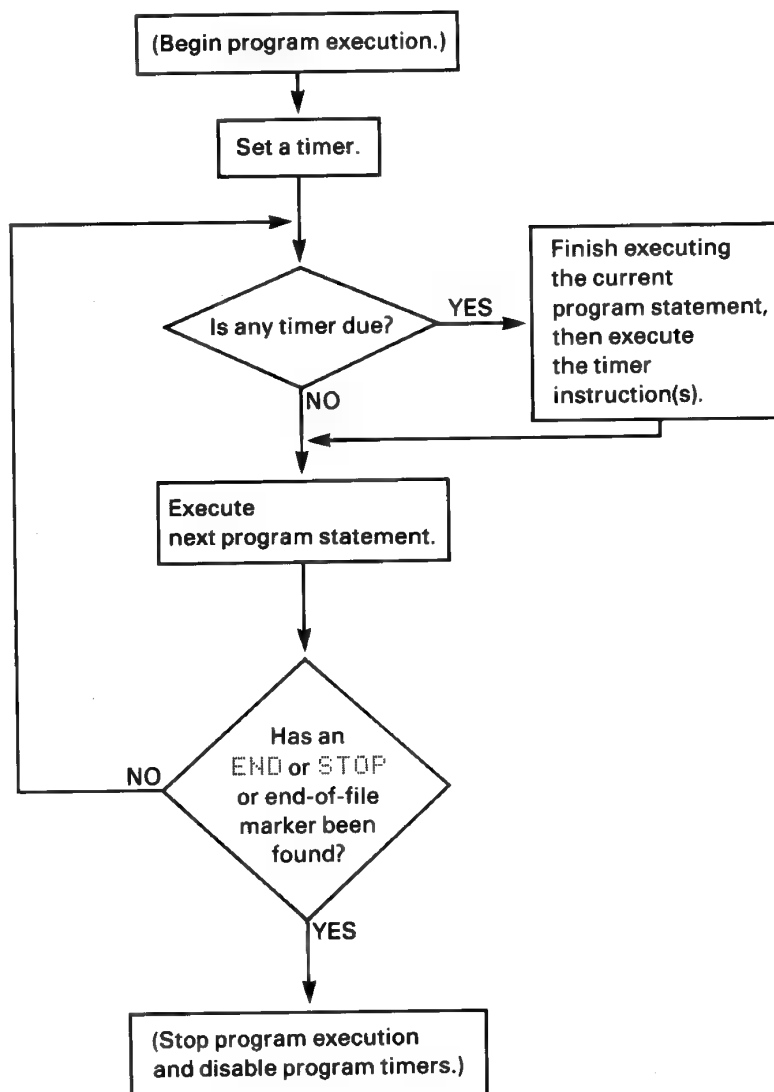 (Begin program execution.)
Set a timer.
Is any timer due?
YES
Finish executing
the current
program statement,
then execute
the timer
instruction(s).
NO
Execute
next program statement.
Has an
END or STOP
or end-of-file
marker been
found?
NO
YES
(Stop program execution
and disable program timers.)